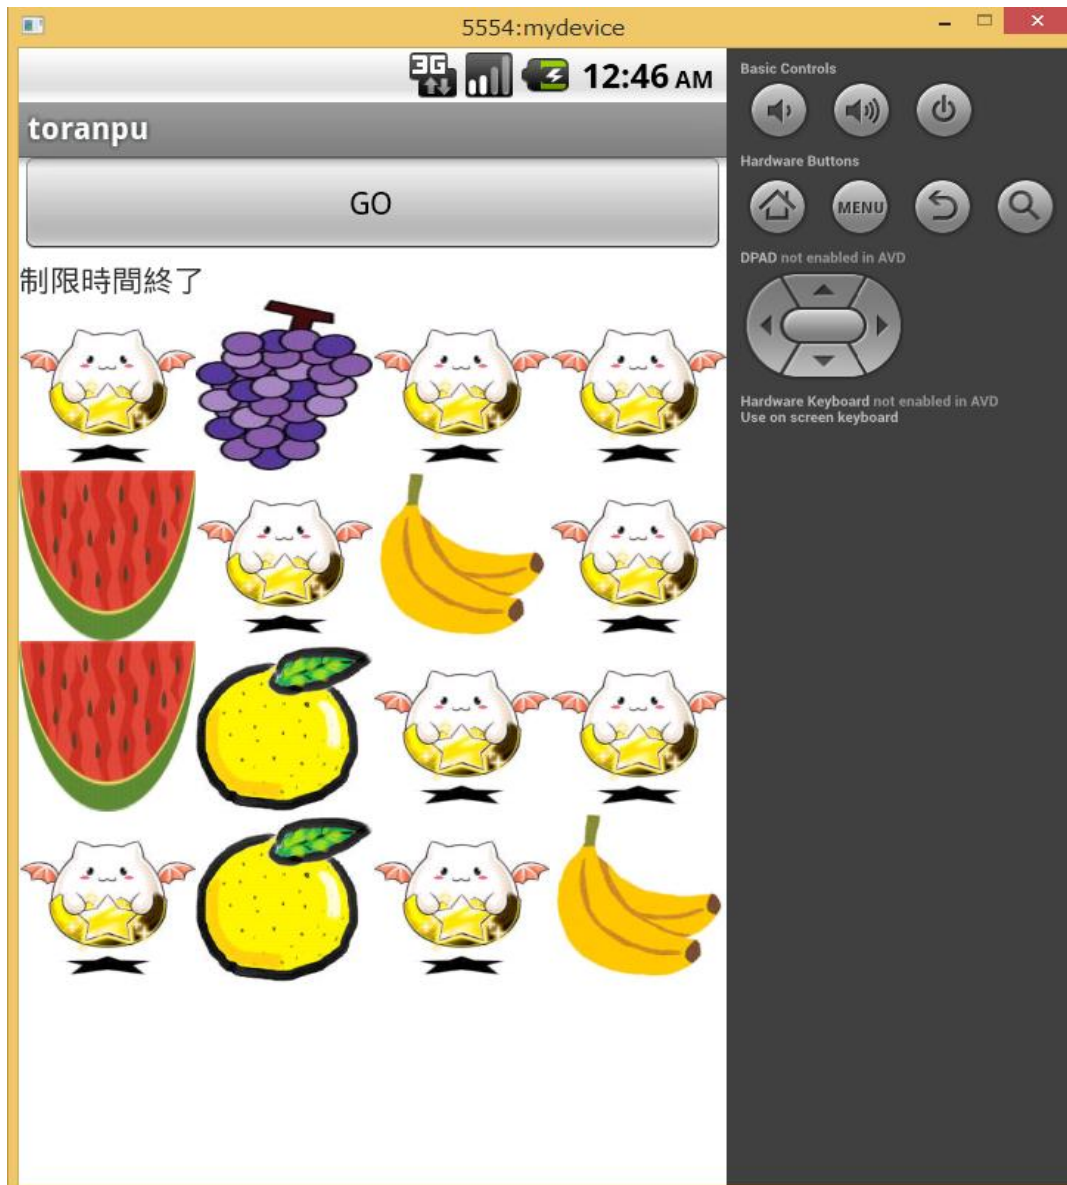 5554:mydevice
3G
12:46 AM
toranpu
GO
制限時間終了
Basic Controls
Hardware Buttons
MENU
DPAD not enabled in AVD
Hardware Keyboard not enabled in AVD
Use on screen keyboard